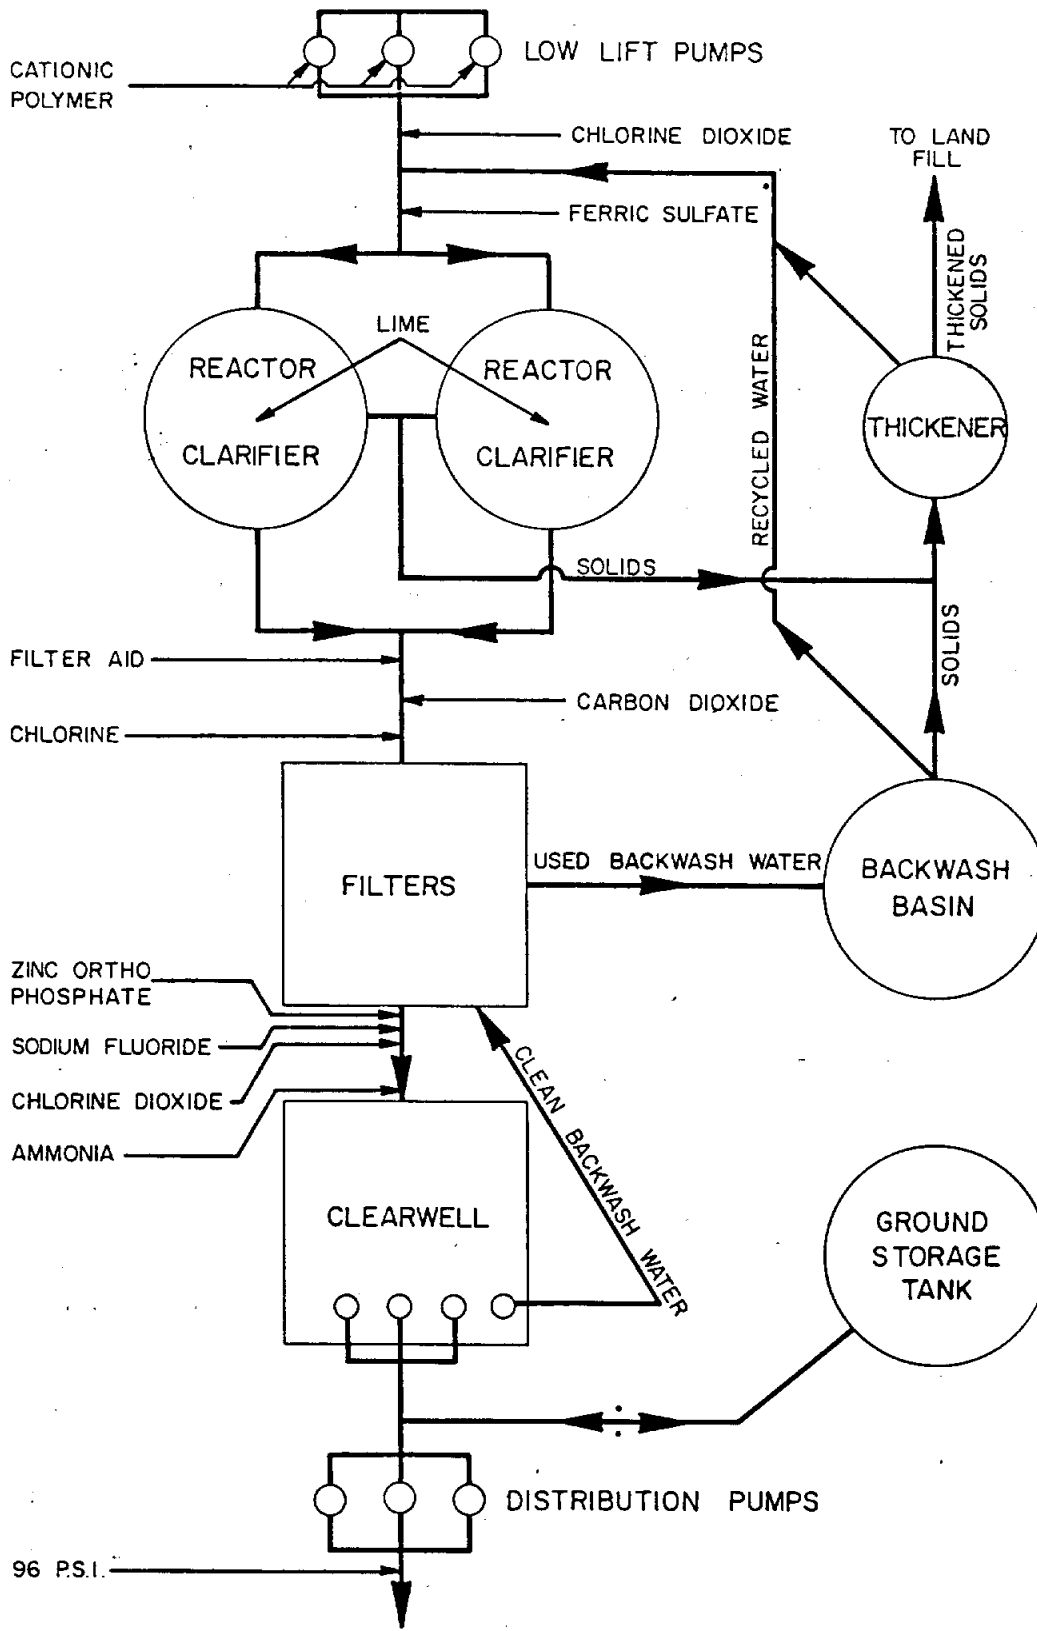 LOW LIFT PUMPS
CATIONIC
POLYMER
CHLORINE DIOXIDE
TO LAND
FILL
FERRIC SULFATE
THICKENED
SOLIDS
LIME
REACTOR
CLARIFIER
REACTOR
CLARIFIER
RECYCLED WATER
THICKENER
SOLIDS
SOLIDS
FILTER AID
CARBON DIOXIDE
CHLORINE
FILTERS
USED BACKWASH WATER
BACKWASH
BASIN
ZINC ORTHO
PHOSPHATE
SODIUM FLUORIDE
CHLORINE DIOXIDE
AMMONIA
CLEAN BACKWASH WATER
CLEARWELL
GROUND
STORAGE
TANK
DISTRIBUTION PUMPS
96 P.S.I.